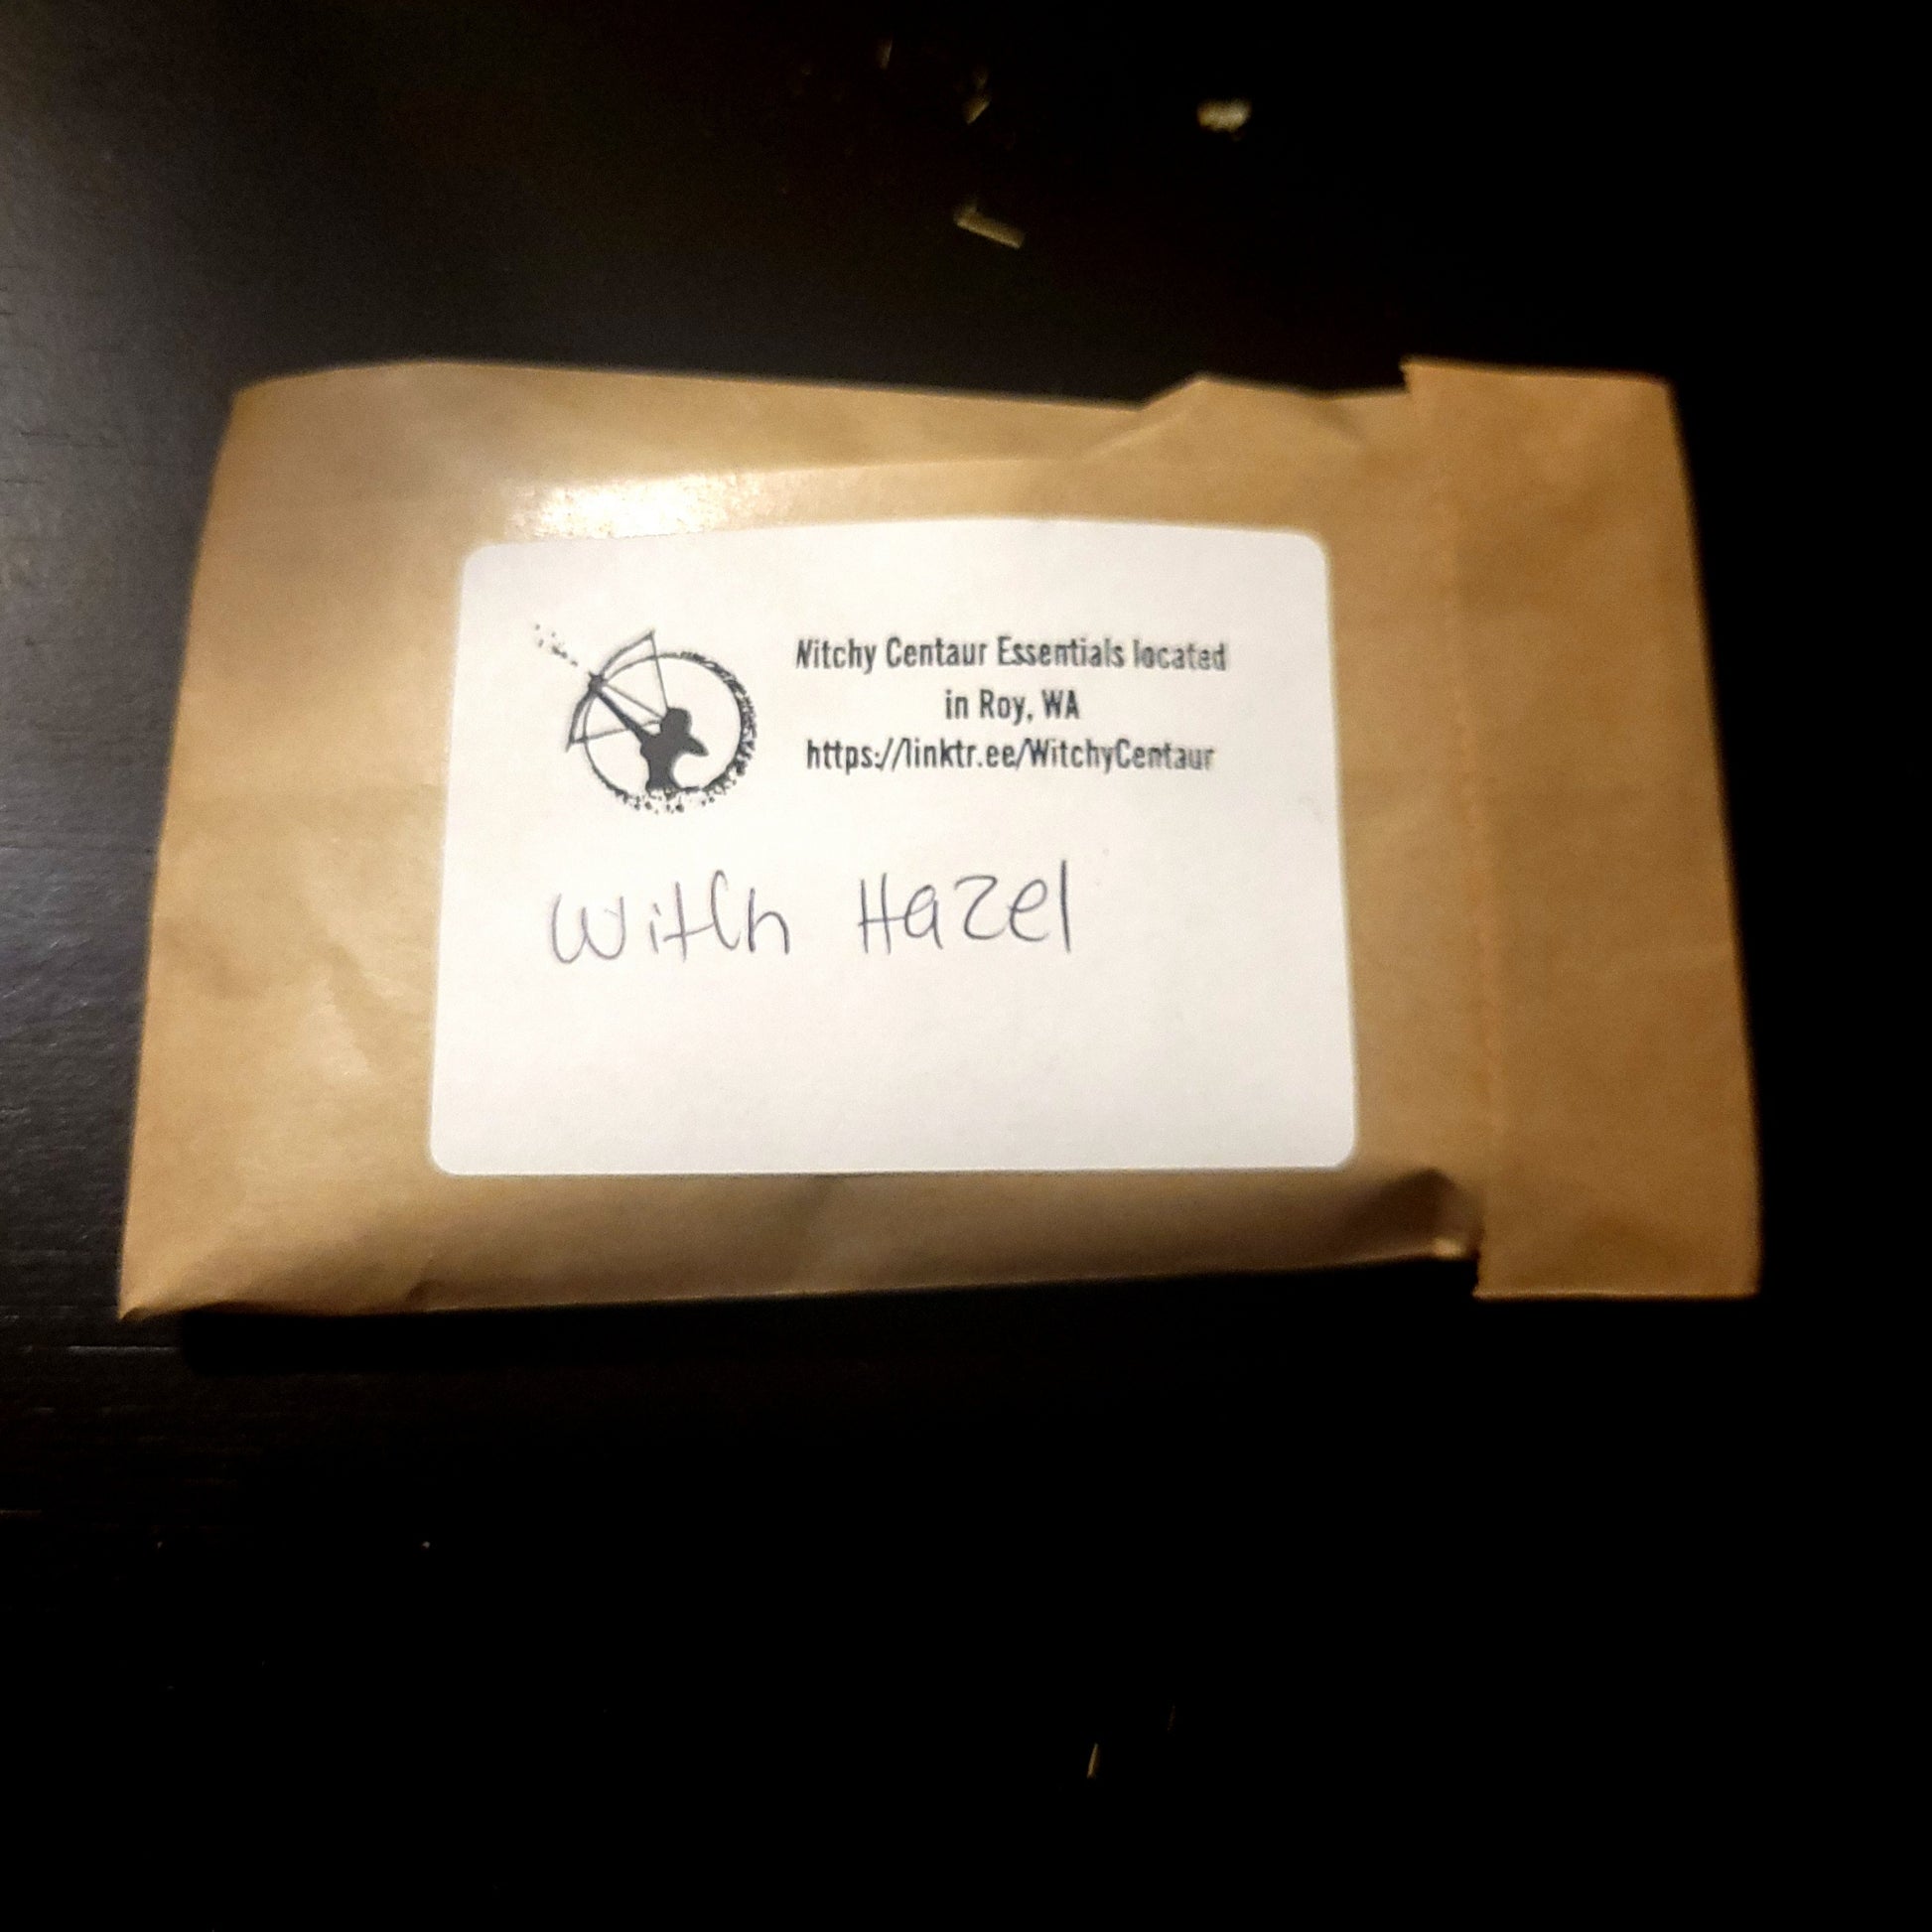 Witchy Centaur Essentials located
in Roy, WA
https://linktr.ee/WitchyCentaur
Witch Hazel